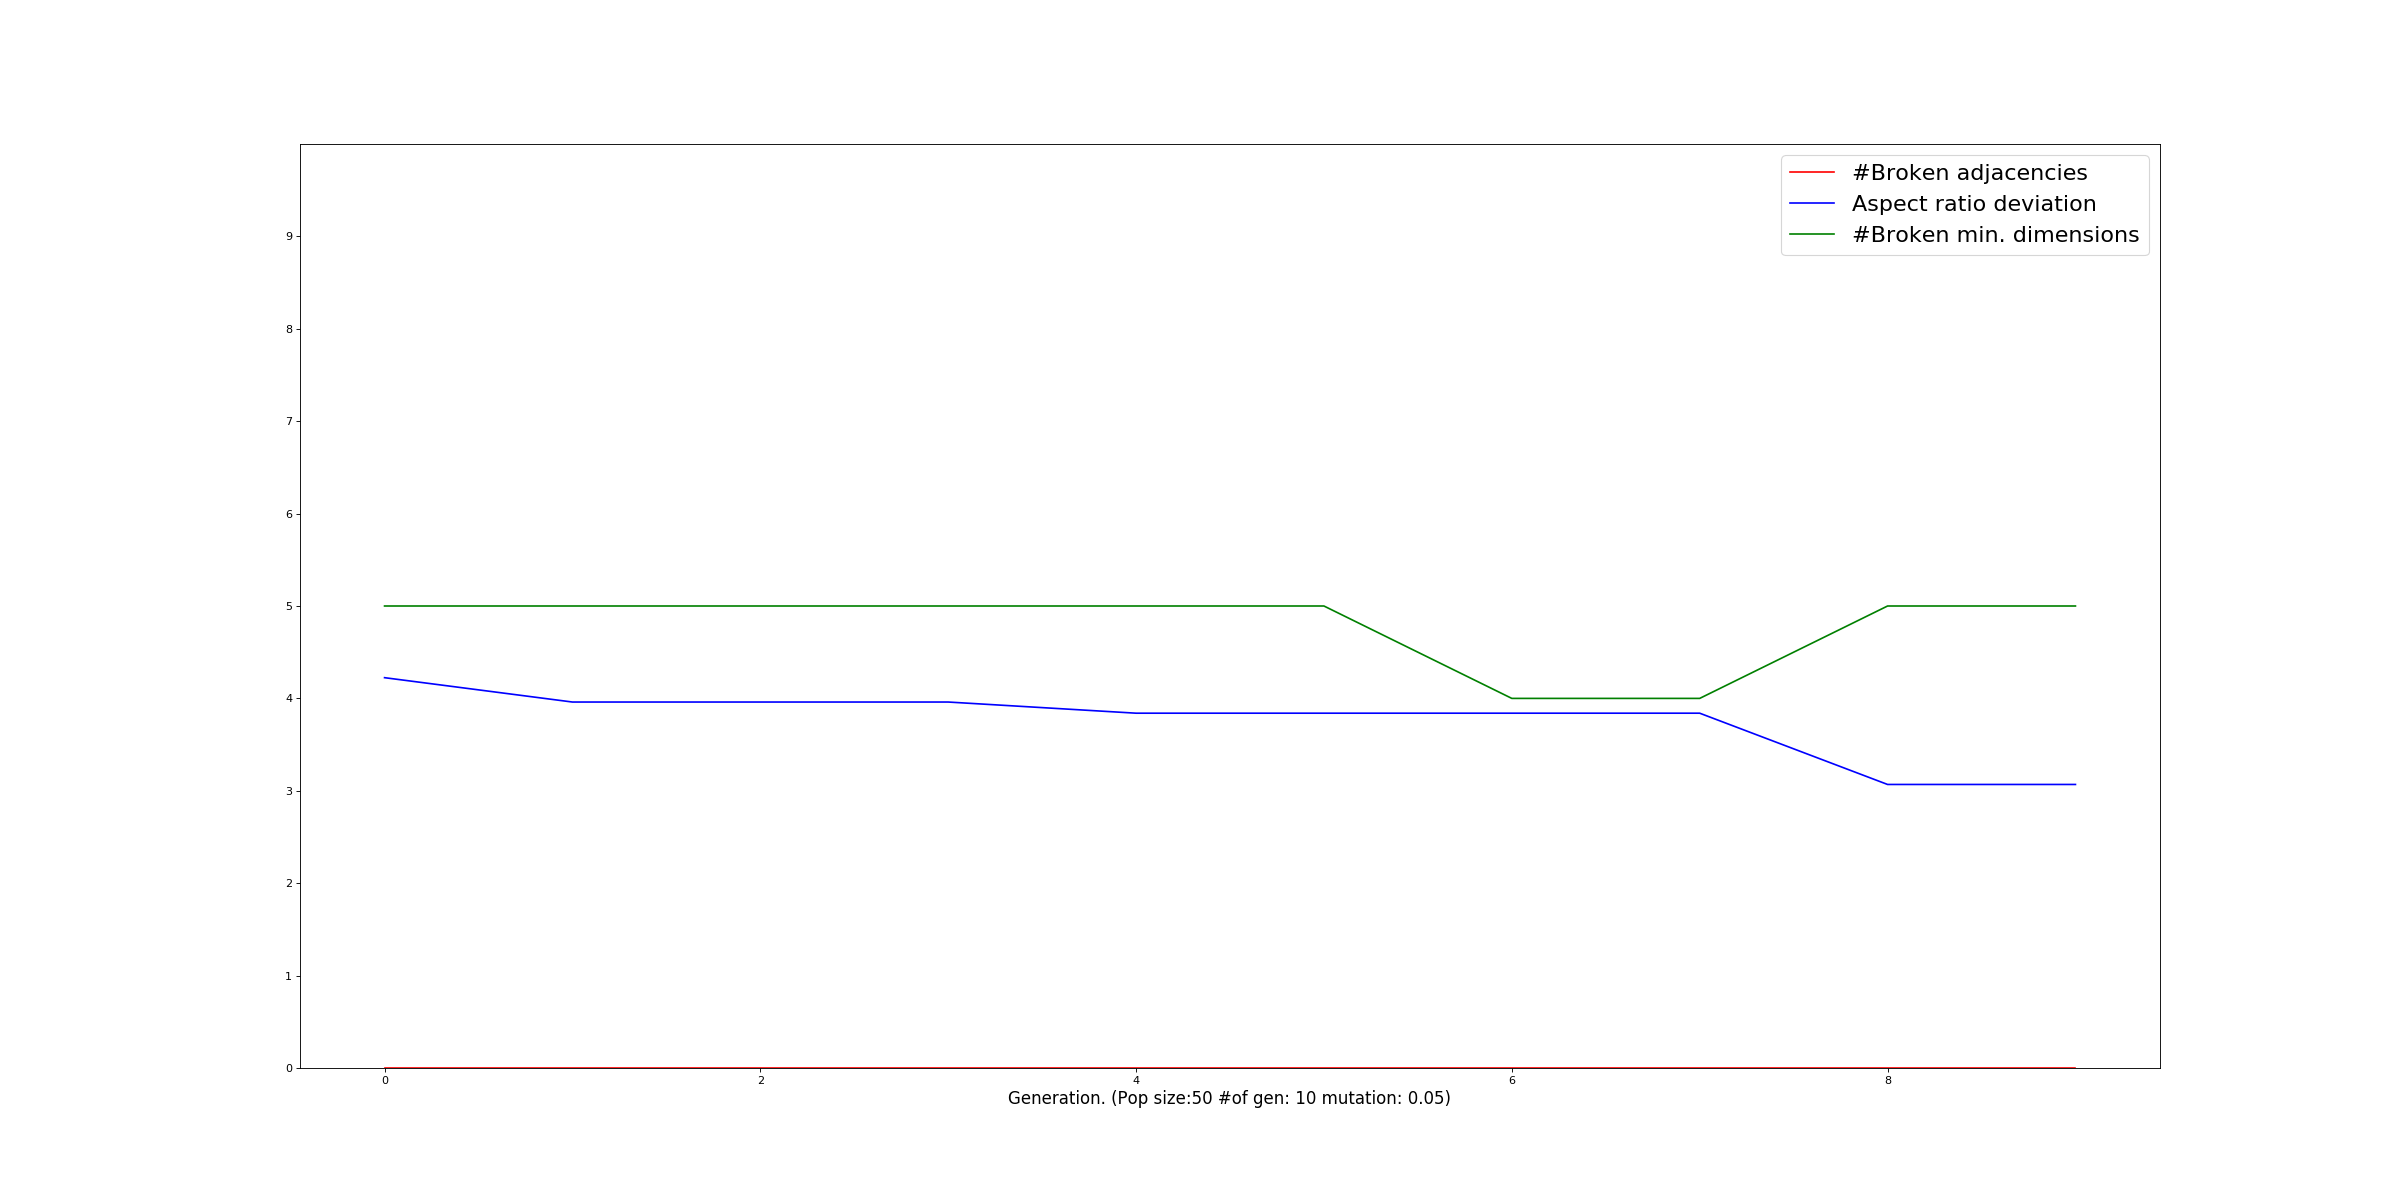 #Broken adjacencies
Aspect ratio deviation
#Broken min. dimensions
9
8
7
6
5
4
3
2
1
0
0 2 4 6 8
Generation. (Pop size:50 #of gen: 10 mutation: 0.05)